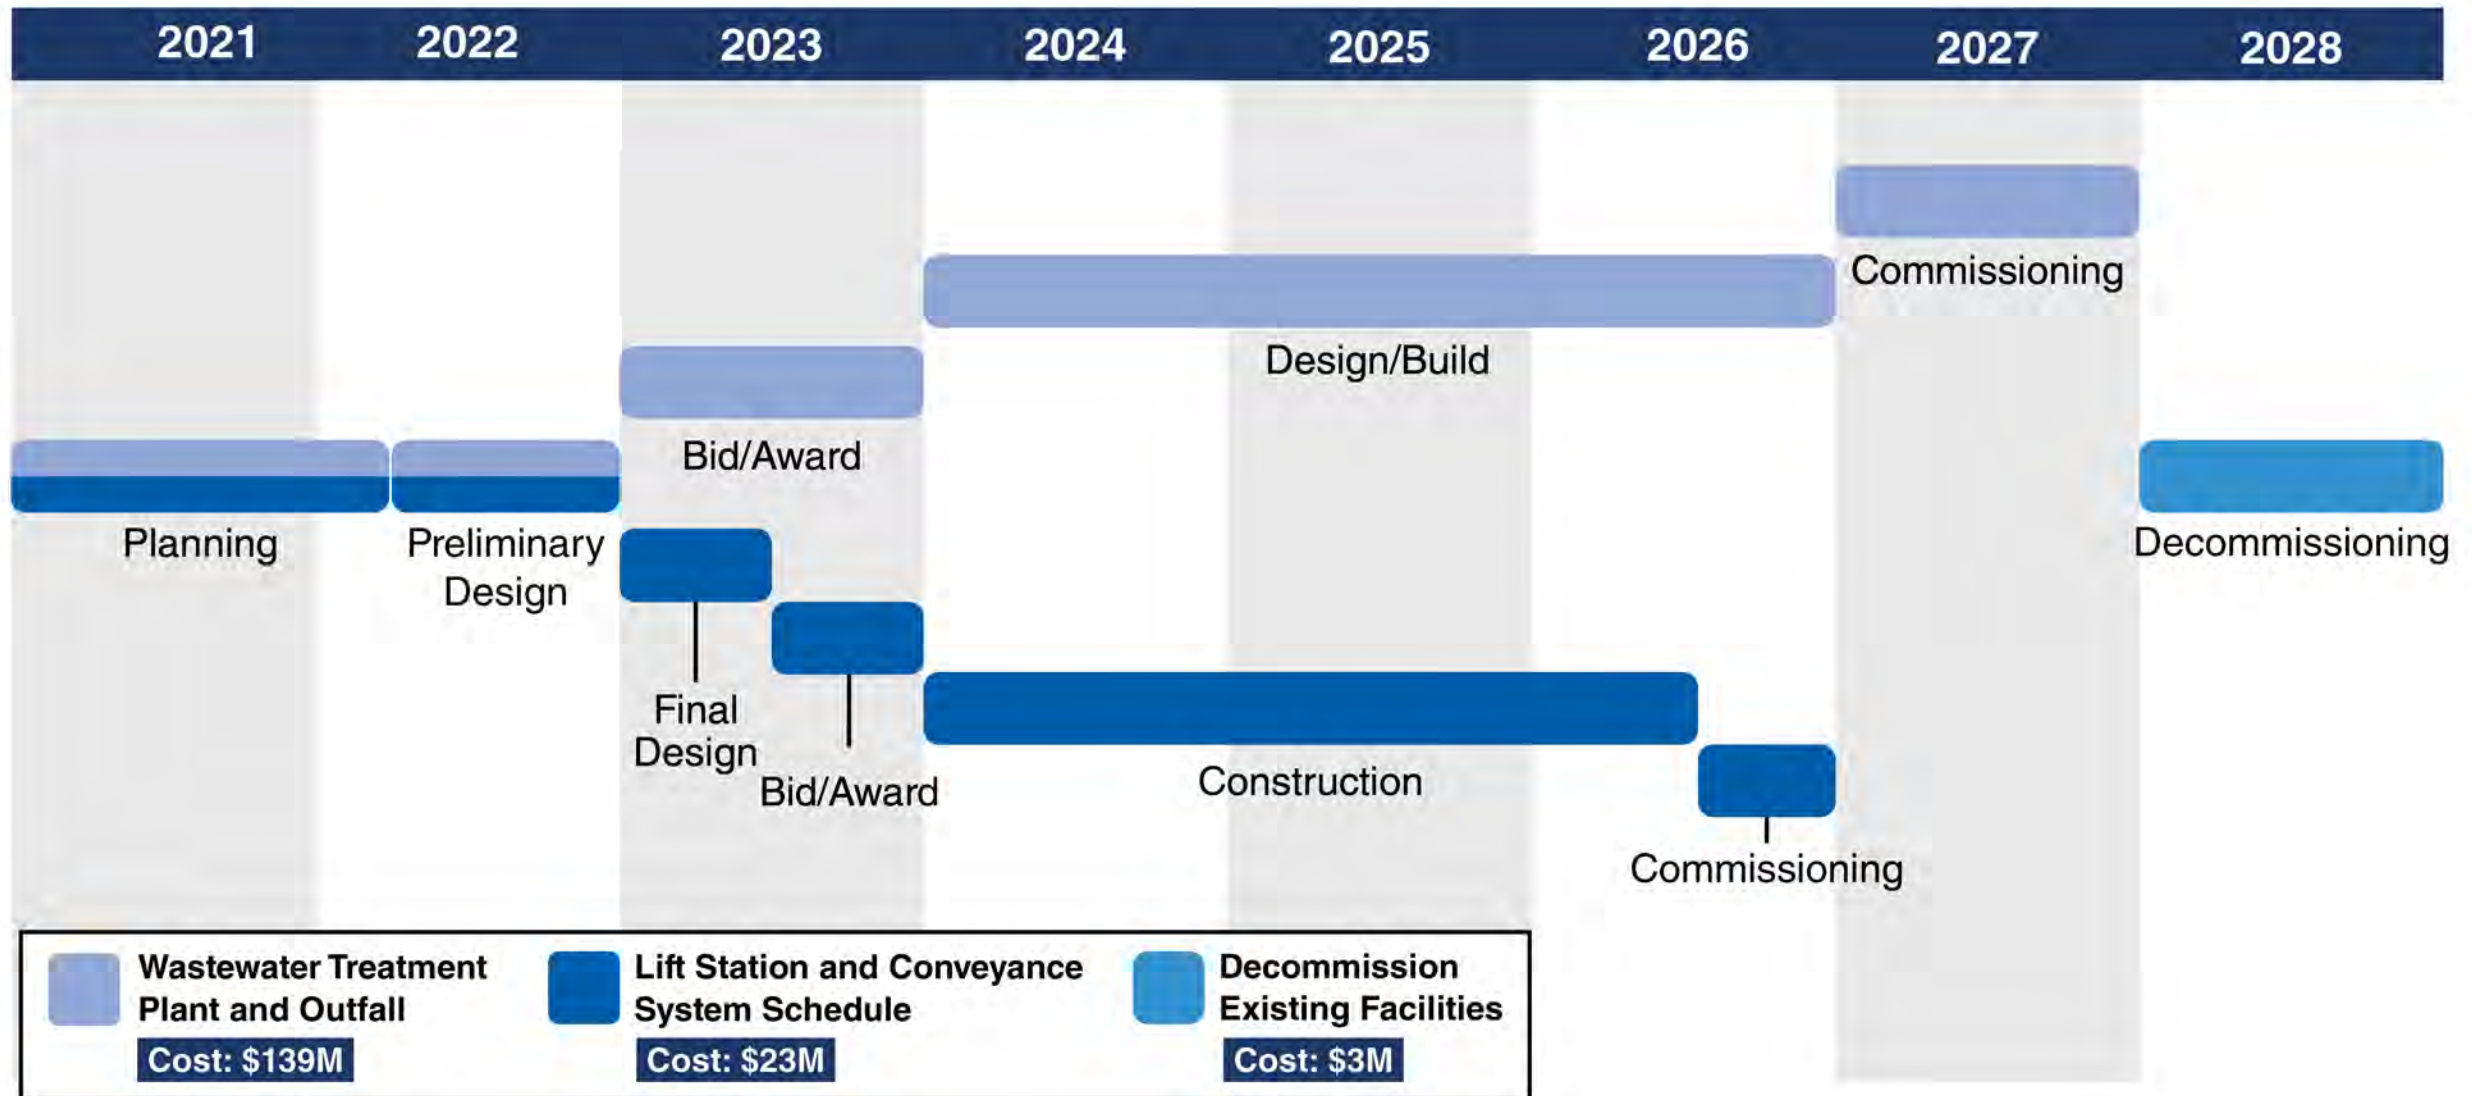 2021 2022 2023 2024 2025 2026 2027 2028
Commissioning
Design/Build
Bid/Award
Planning
Preliminary
Design
Decommissioning
Final
Design
Bid/Award
Construction
Commissioning
Wastewater Treatment
Plant and Outfall
Cost: $139M
Lift Station and Conveyance
System Schedule
Cost: $23M
Decommission
Existing Facilities
Cost: $3M